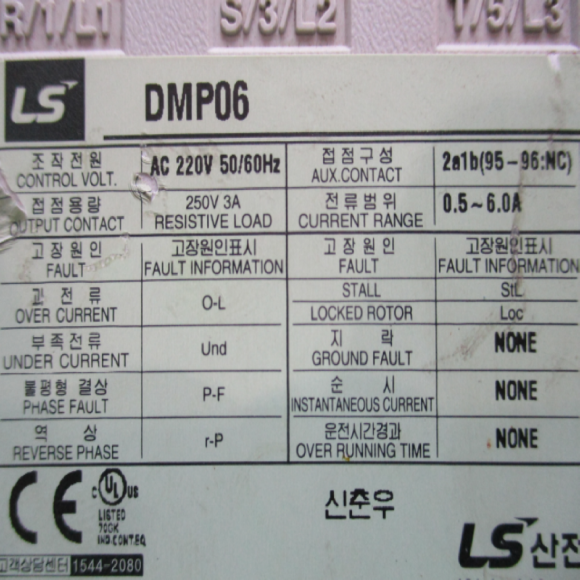 R/1/L1 S/3/L2 T/5/L3
LS DMP06
조작전원 AC 220V 50/60Hz 접점구성 2a1b(95-96:NC)
CONTROL VOLT. AUX.CONTACT
접점용량 250V 3A 전류범위 0.5~6.0A
OUTPUT CONTACT RESISTIVE LOAD CURRENT RANGE
고장원인 고장원인표시 고장원인 고장원인표시
FAULT FAULT INFORMATION FAULT FAULT INFORMATION
과전류 O-L STALL StL
OVER CURRENT LOCKED ROTOR Loc
부족전류 Und 지락 NONE
UNDER CURRENT GROUND FAULT
불평형 결상 P-F 순시 NONE
PHASE FAULT INSTANTANEOUS CURRENT
역상 r-P 운전시간경과 NONE
REVERSE PHASE OVER RUNNING TIME
CE c UL us
LISTED
IND.CONT.EQ.
신춘우
LS산전
고객상담센터 1544-2080